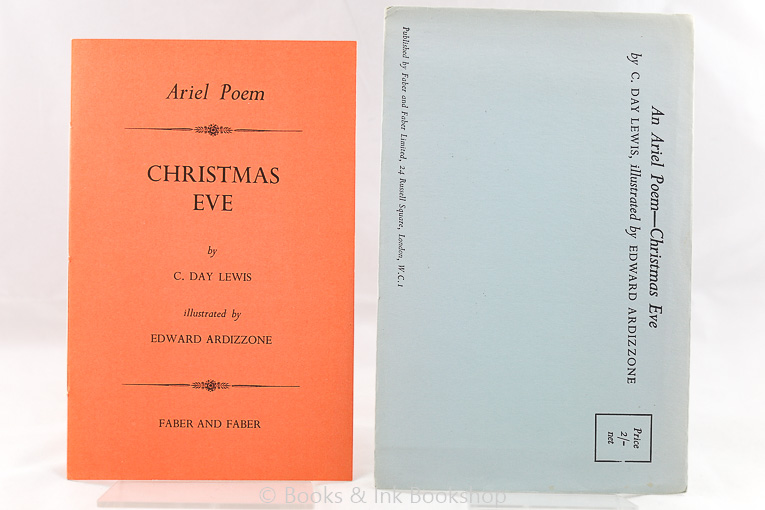 Ariel Poem
CHRISTMAS
EVE
by
C. DAY LEWIS
illustrated by
EDWARD ARDIZZONE
FABER AND FABER
An Ariel Poem—Christmas Eve
by C. DAY LEWIS, illustrated by EDWARD ARDIZZONE
Price
2/–
net
Published by Faber and Faber Limited, 24 Russell Square, London, W.C.1
© Books & Ink Bookshop